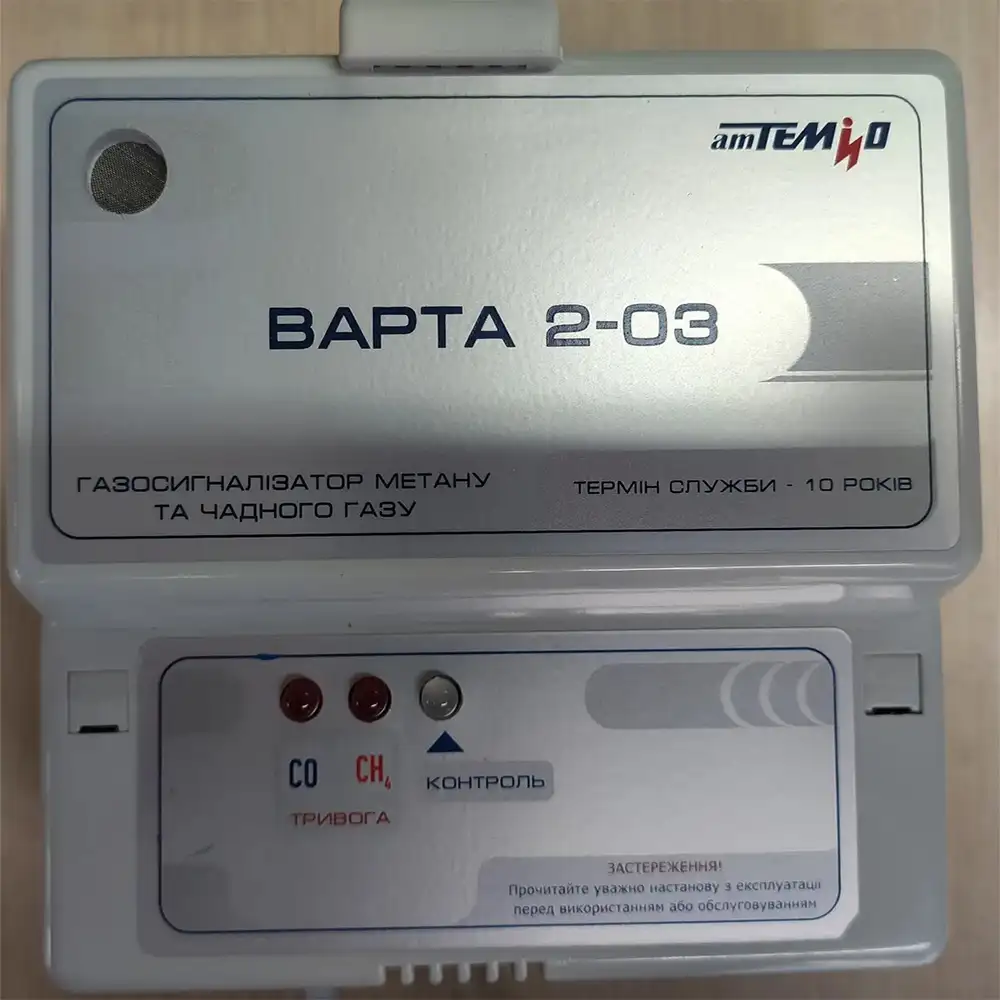 атТЕМіО
ВАРТА 2-03
ГАЗОСИГНАЛІЗАТОР МЕТАНУ
ТА ЧАДНОГО ГАЗУ
ТЕРМІН СЛУЖБИ - 10 РОКІВ
CO
CH₄
КОНТРОЛЬ
ТРИВОГА
ЗАСТЕРЕЖЕННЯ!
Прочитайте уважно настанову з експлуатації
перед використанням або обслуговуванням